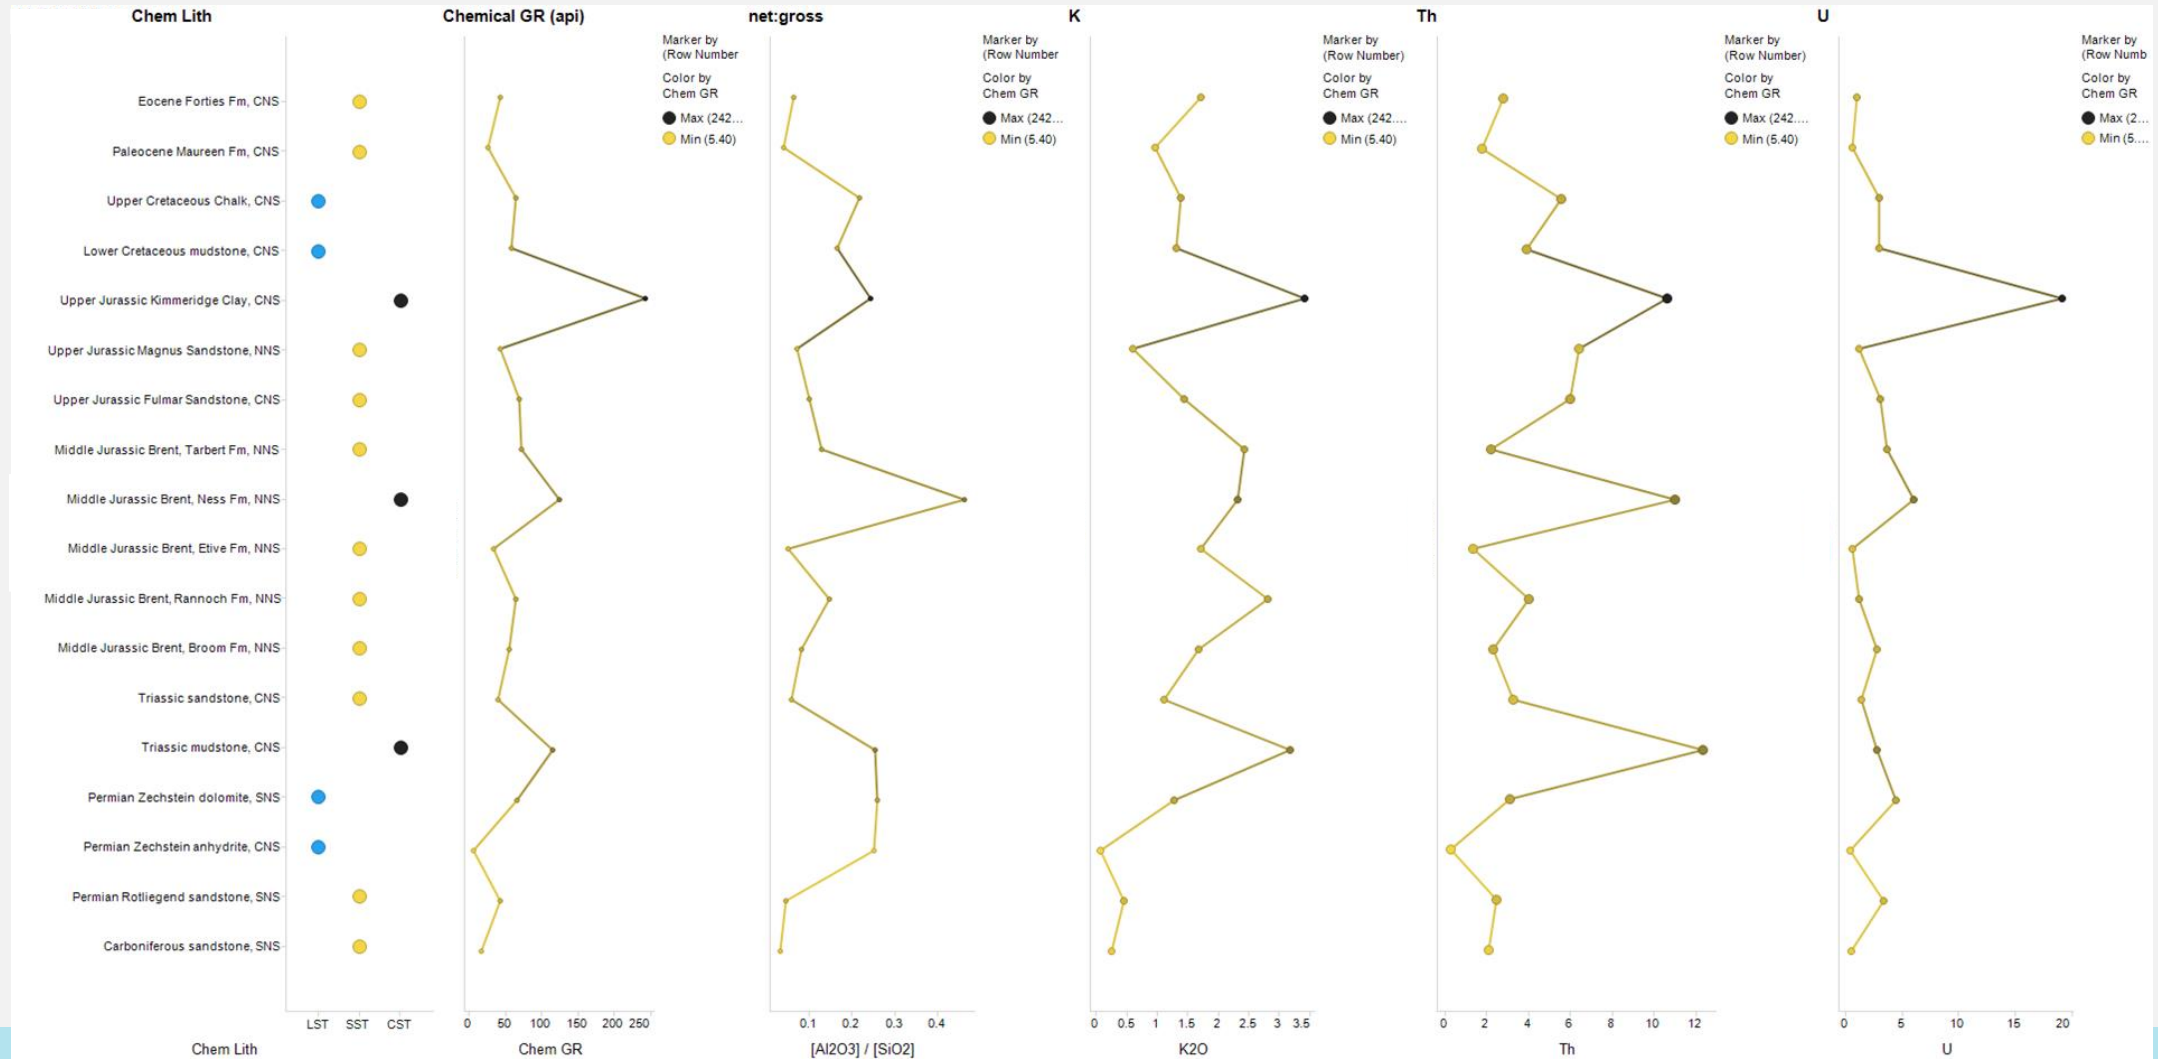 Chem Lith
Chemical GR (api)
net:gross
K
Th
U
Marker by
(Row Number
Color by
Chem GR
Max (242...
Min (5.40)
Marker by
(Row Number
Color by
Chem GR
Max (242...
Min (5.40)
Marker by
(Row Number)
Color by
Chem GR
Max (242....
Min (5.40)
Marker by
(Row Number)
Color by
Chem GR
Max (242....
Min (5.40)
Marker by
(Row Numb
Color by
Chem GR
Max (2...
Min (5....
Eocene Forties Fm, CNS
Paleocene Maureen Fm, CNS
Upper Cretaceous Chalk, CNS
Lower Cretaceous mudstone, CNS
Upper Jurassic Kimmeridge Clay, CNS
Upper Jurassic Magnus Sandstone, NNS
Upper Jurassic Fulmar Sandstone, CNS
Middle Jurassic Brent, Tarbert Fm, NNS
Middle Jurassic Brent, Ness Fm, NNS
Middle Jurassic Brent, Etive Fm, NNS
Middle Jurassic Brent, Rannoch Fm, NNS
Middle Jurassic Brent, Broom Fm, NNS
Triassic sandstone, CNS
Triassic mudstone, CNS
Permian Zechstein dolomite, SNS
Permian Zechstein anhydrite, CNS
Permian Rotliegend sandstone, SNS
Carboniferous sandstone, SNS
LST SST CST
0 50 100 150 200 250
0.1 0.2 0.3 0.4
0 0.5 1 1.5 2 2.5 3 3.5
0 2 4 6 8 10 12
0 5 10 15 20
Chem Lith
Chem GR
[Al2O3] / [SiO2]
K2O
Th
U